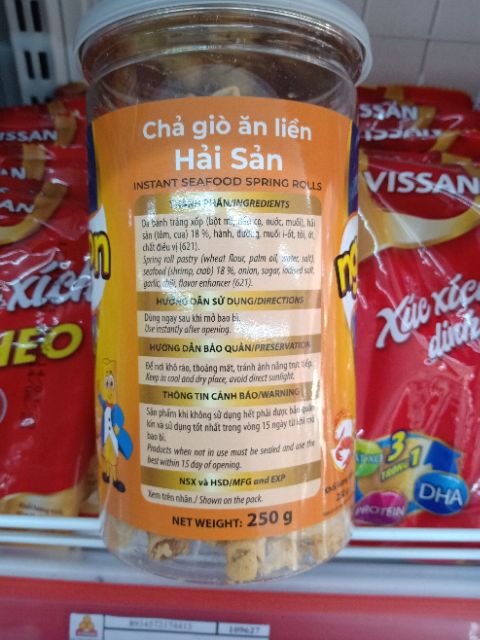 Chả giò ăn liền
Hải Sản
INSTANT SEAFOOD SPRING ROLLS
THÀNH PHẦN/INGREDIENTS
Da bánh tráng xốp (bột mì, dầu cọ, nước, muối), hải
sản (tôm, cua) 18 %, hành, đường, muối i-ốt, tỏi, ớt,
chất điều vị (621).
Spring roll pastry (wheat flour, palm oil, water, salt),
seafood (shrimp, crab) 18 %, onion, sugar, iodised salt,
garlic, chili, flavor enhancer (621).
HƯỚNG DẪN SỬ DỤNG/DIRECTIONS
Dùng ngay sau khi mở bao bì.
Use instantly after opening.
HƯỚNG DẪN BẢO QUẢN/PRESERVATION
Để nơi khô ráo, thoáng mát, tránh ánh nắng trực tiếp.
Keep in cool and dry place, avoid direct sunlight.
THÔNG TIN CẢNH BÁO/WARNING
Sản phẩm khi không sử dụng hết phải được bảo quản
kín và sử dụng tốt nhất trong vòng 15 ngày từ khi mở
bao bì.
Products when not in use must be sealed and use the
best within 15 day of opening.
NSX và HSD/MFG and EXP
Xem trên nhãn./ Shown on the pack.
NET WEIGHT: 250 g
VISSAN
HEO
VISSAN
Xúc xích
dinh
3
TRONG 1
DHA
PROTEIN
8934572174413
109627